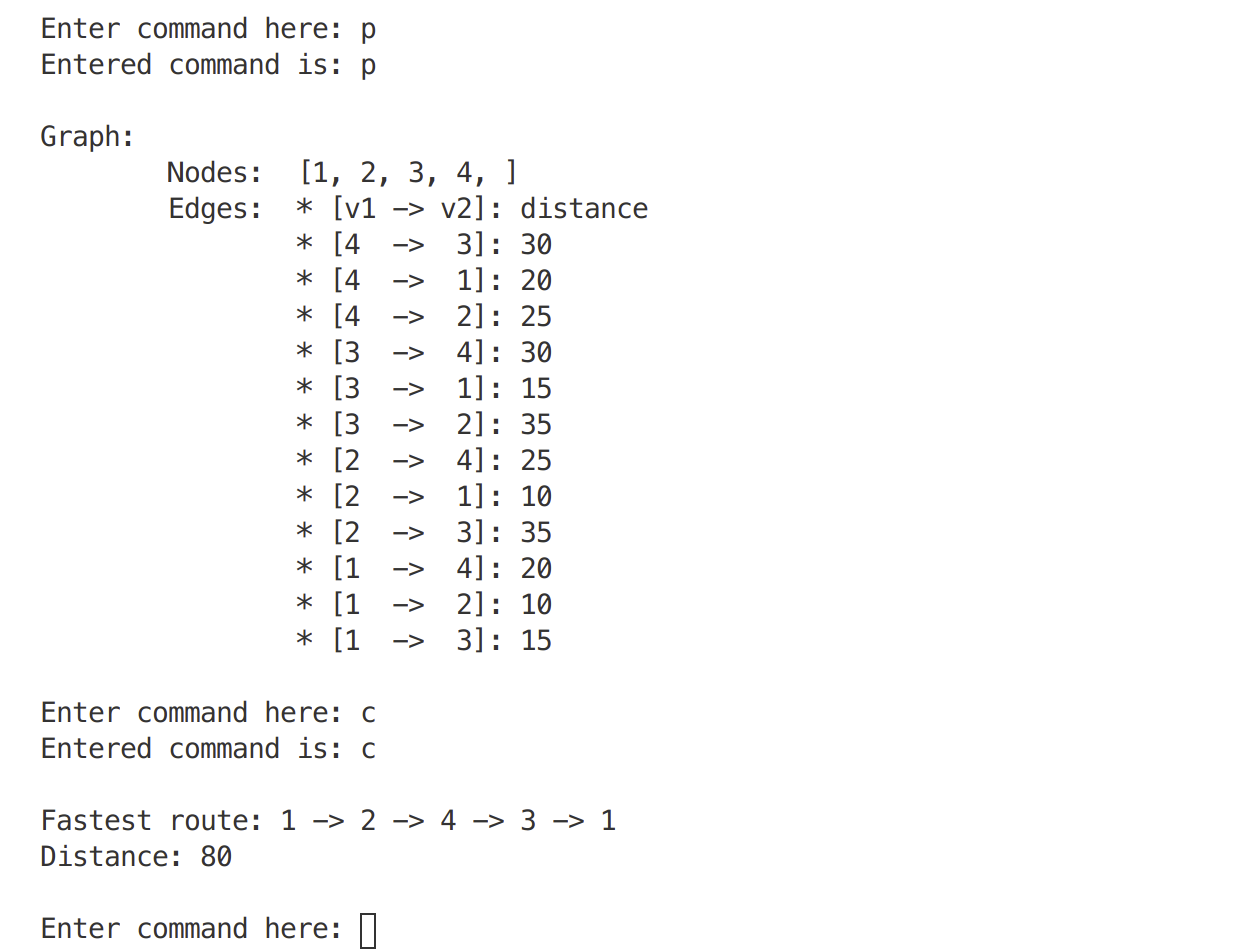 Enter command here: p
Entered command is: p
Graph:
Nodes:  [1, 2, 3, 4, ]
Edges:  * [v1 -> v2]: distance
* [4  ->  3]: 30
* [4  ->  1]: 20
* [4  ->  2]: 25
* [3  ->  4]: 30
* [3  ->  1]: 15
* [3  ->  2]: 35
* [2  ->  4]: 25
* [2  ->  1]: 10
* [2  ->  3]: 35
* [1  ->  4]: 20
* [1  ->  2]: 10
* [1  ->  3]: 15
Enter command here: c
Entered command is: c
Fastest route: 1 -> 2 -> 4 -> 3 -> 1
Distance: 80
Enter command here: